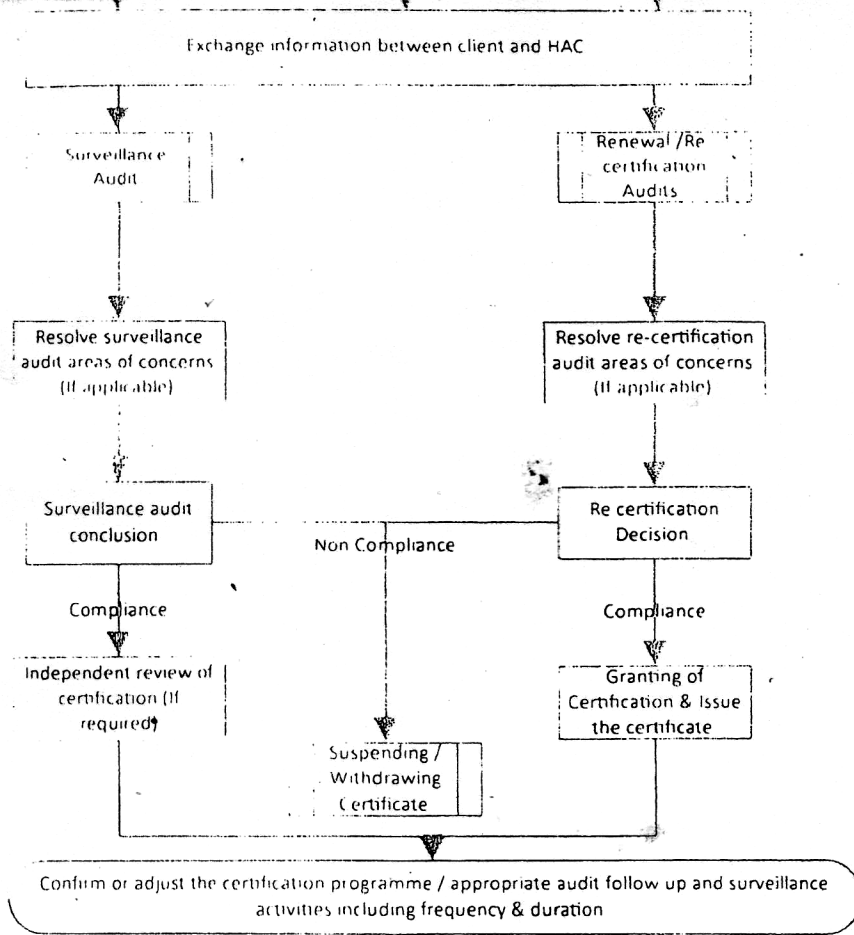 Exchange information between client and HAC
Surveillance
Audit
Renewal /Re
certification
Audits
Resolve surveillance
audit areas of concerns
(If applicable)
Resolve re-certification
audit areas of concerns
(If applicable)
Surveillance audit
conclusion
Non Compliance
Re certification
Decision
Compliance
Compliance
Independent review of
certification (If
required)
Granting of
Certification & Issue
the certificate
Suspending /
Withdrawing
Certificate
Confirm or adjust the certification programme / appropriate audit follow up and surveillance
activities including frequency & duration